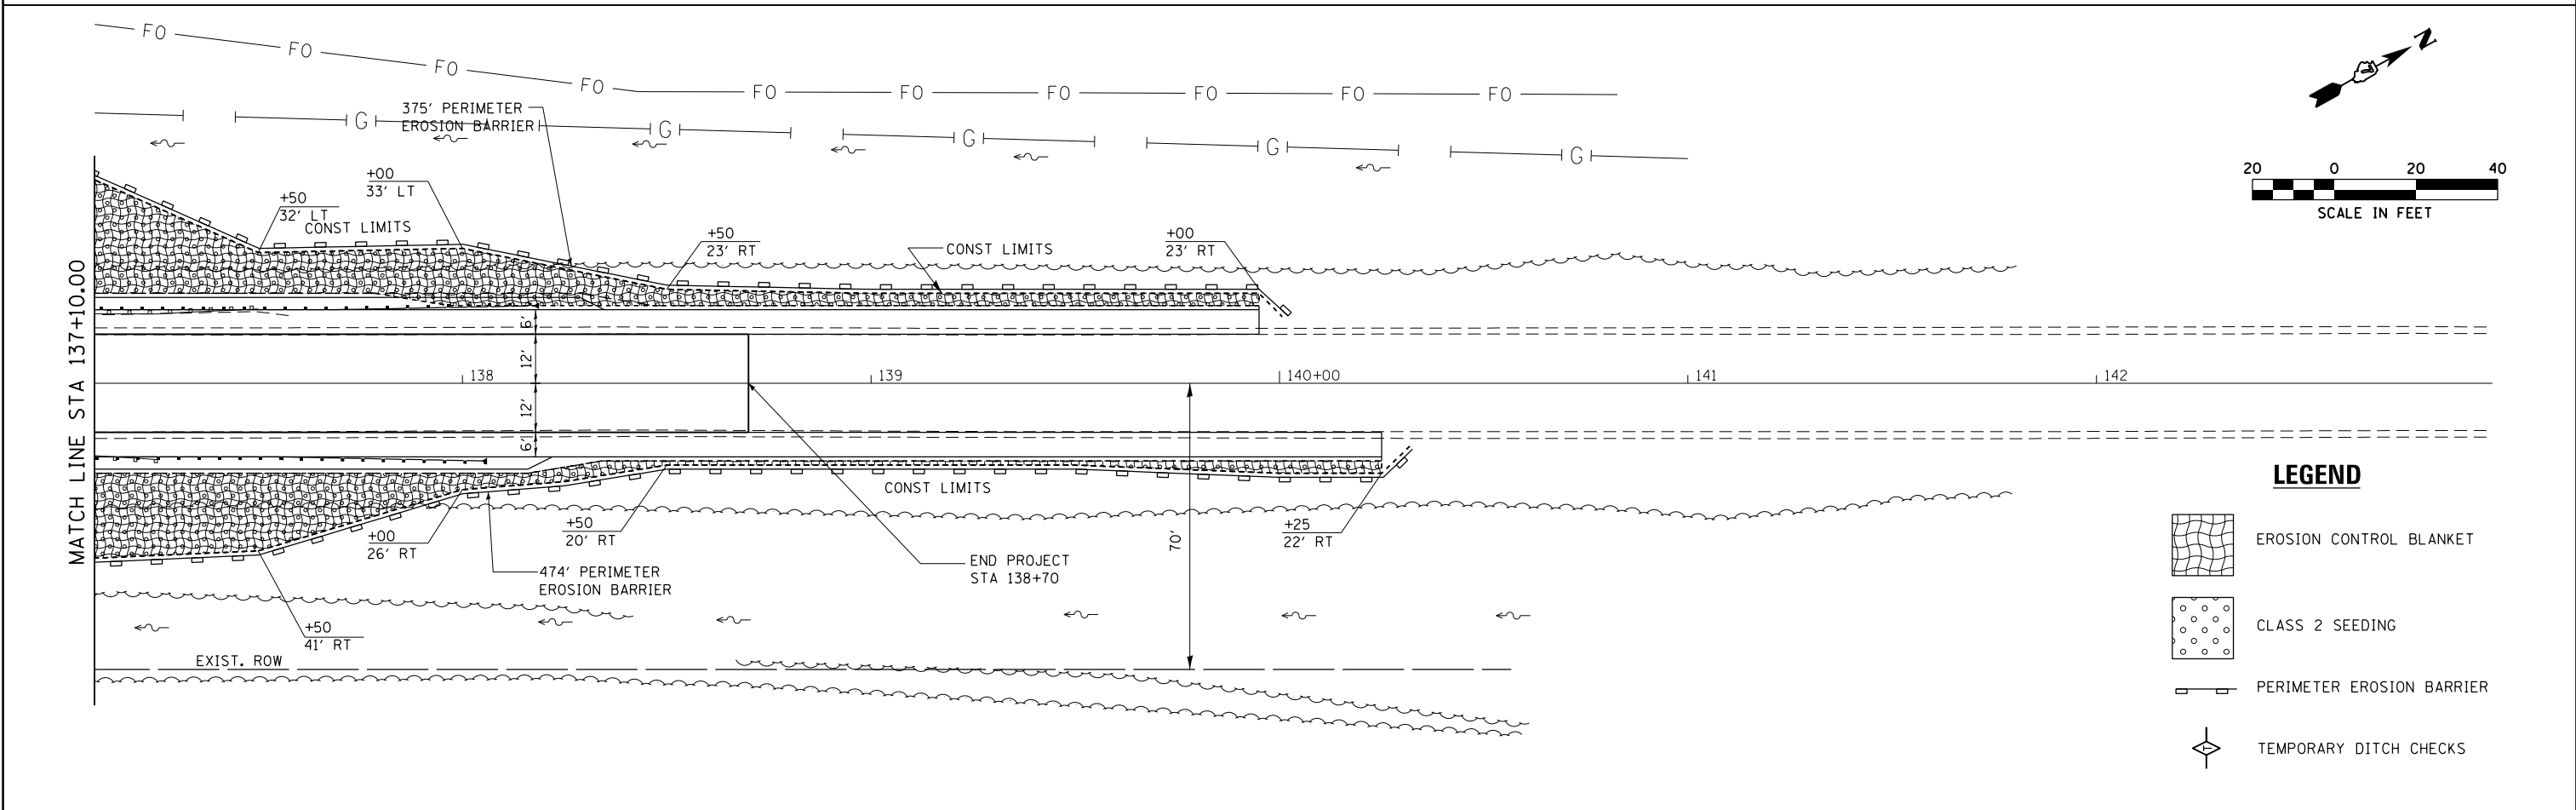 FO FO FO FO FO FO FO FO FO FO
N
375' PERIMETER
EROSION BARRIER
G G G G G
20 0 20 40
SCALE IN FEET
+00
33' LT
+50
32' LT
CONST LIMITS
+50
23' RT
CONST LIMITS
+00
23' RT
MATCH LINE STA 137+10.00
6'
12'
138 139 140+00 141 142
12'
6'
CONST LIMITS
+00
26' RT
+50
20' RT
+25
22' RT
70'
474' PERIMETER
EROSION BARRIER
END PROJECT
STA 138+70
+50
41' RT
EXIST. ROW
LEGEND
EROSION CONTROL BLANKET
CLASS 2 SEEDING
PERIMETER EROSION BARRIER
T
TEMPORARY DITCH CHECKS